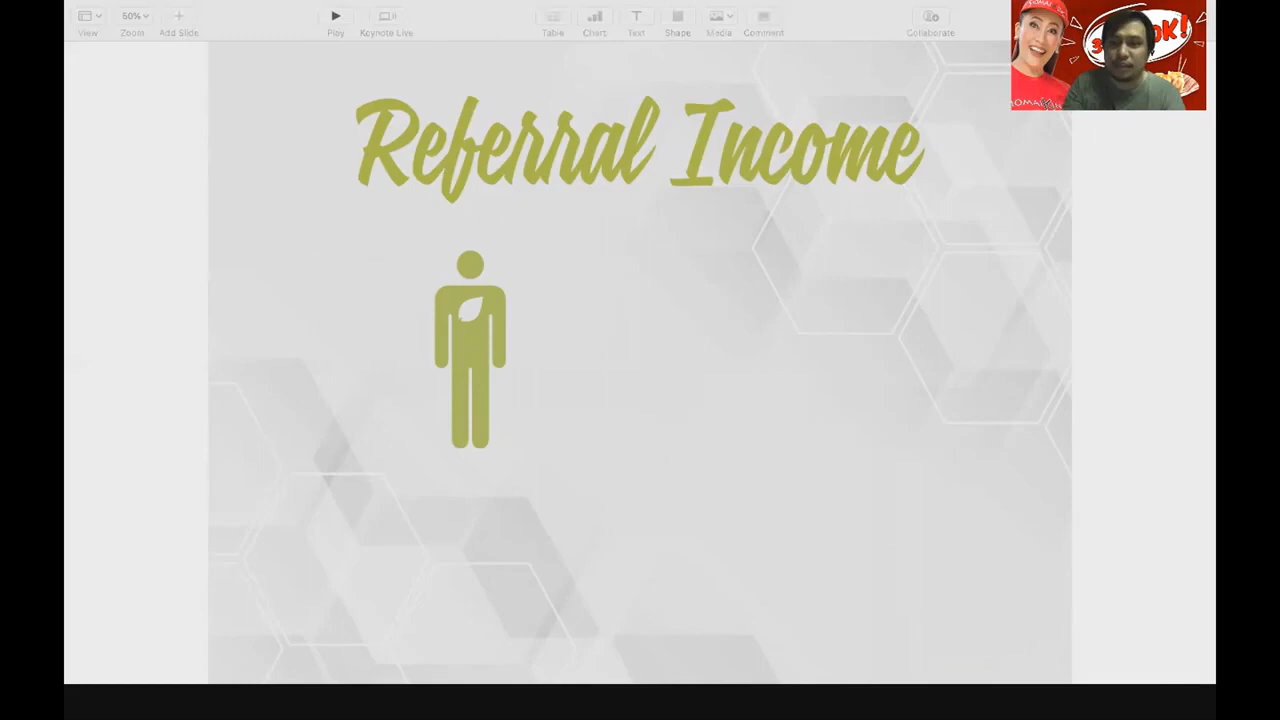 50%
View
Zoom
Add Slide
Play
Keynote Live
Table
Chart
Text
Shape
Media
Comment
Collaborate
Referral Income